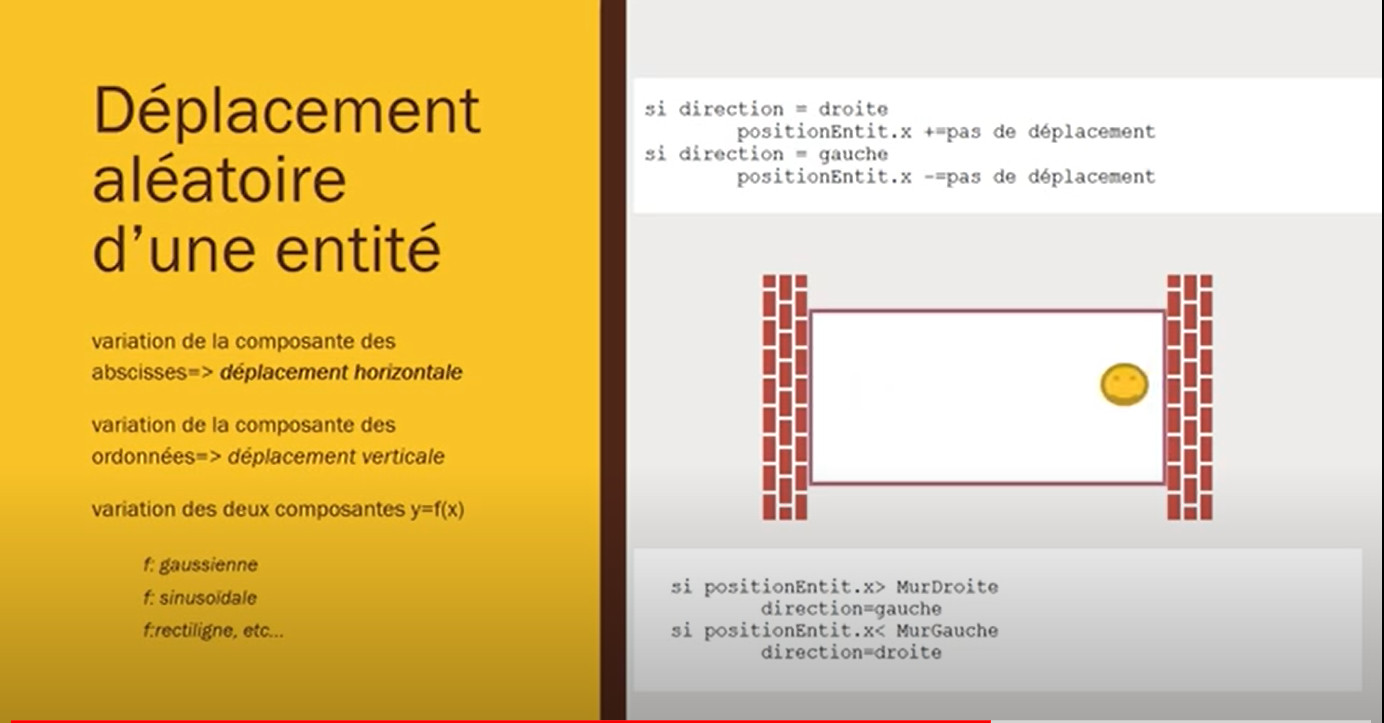 Déplacement
aléatoire
d’une entité
variation de la composante des
abscisses=> déplacement horizontale
variation de la composante des
ordonnées=> déplacement verticale
variation des deux composantes y=f(x)
f: gaussienne
f: sinusoïdale
f:rectiligne, etc...
si direction = droite
positionEntit.x +=pas de déplacement
si direction = gauche
positionEntit.x -=pas de déplacement
si positionEntit.x> MurDroite
direction=gauche
si positionEntit.x< MurGauche
direction=droite